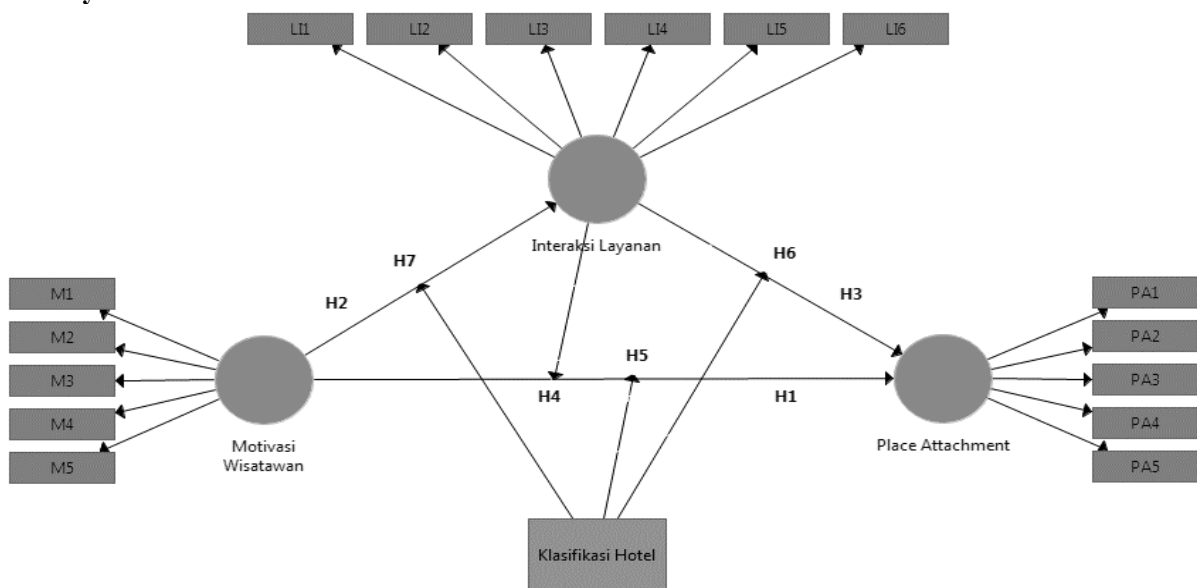 LI1
LI2
LI3
LI4
LI5
LI6
Interaksi Layanan
H7
H6
H2
H3
M1
M2
M3
M4
M5
PA1
PA2
PA3
PA4
PA5
H5
H4
H1
Motivasi
Wisatawan
Place Attachment
Klasifikasi Hotel